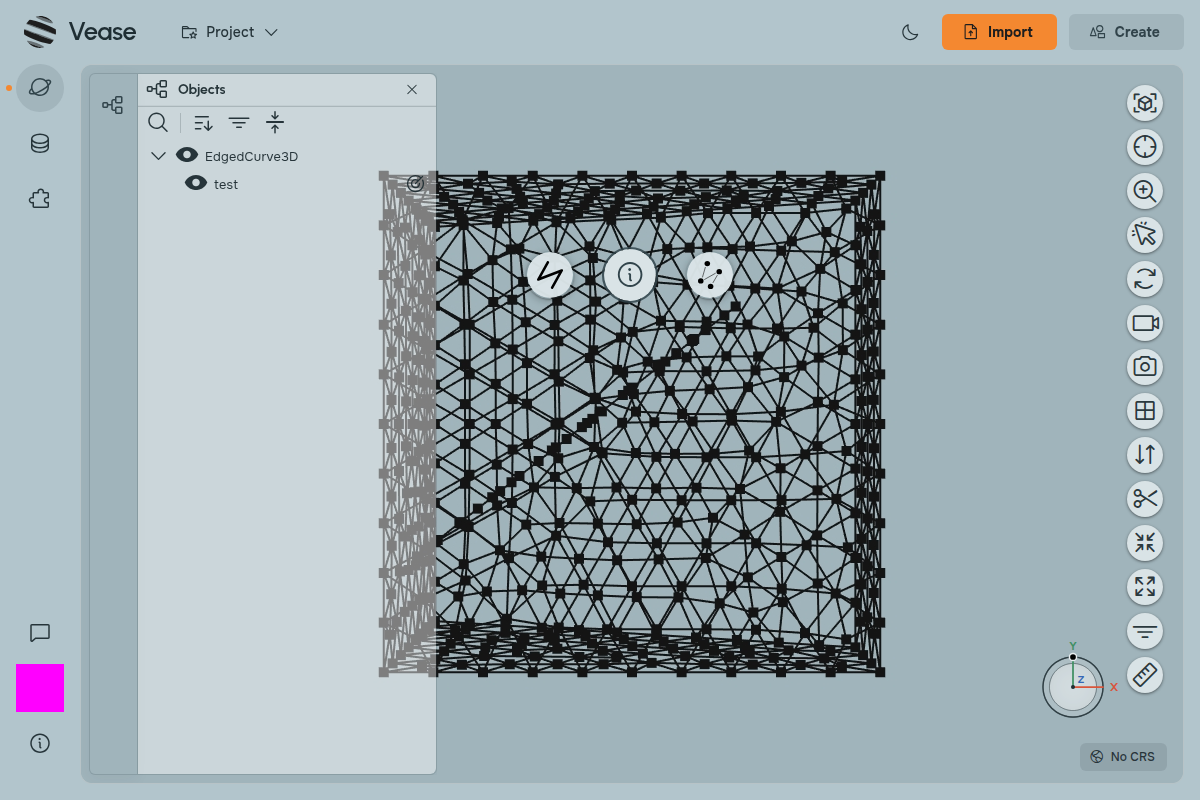 Vease
Project
Import
Create
Objects
EdgedCurve3D
test
Y
Z
X
No CRS